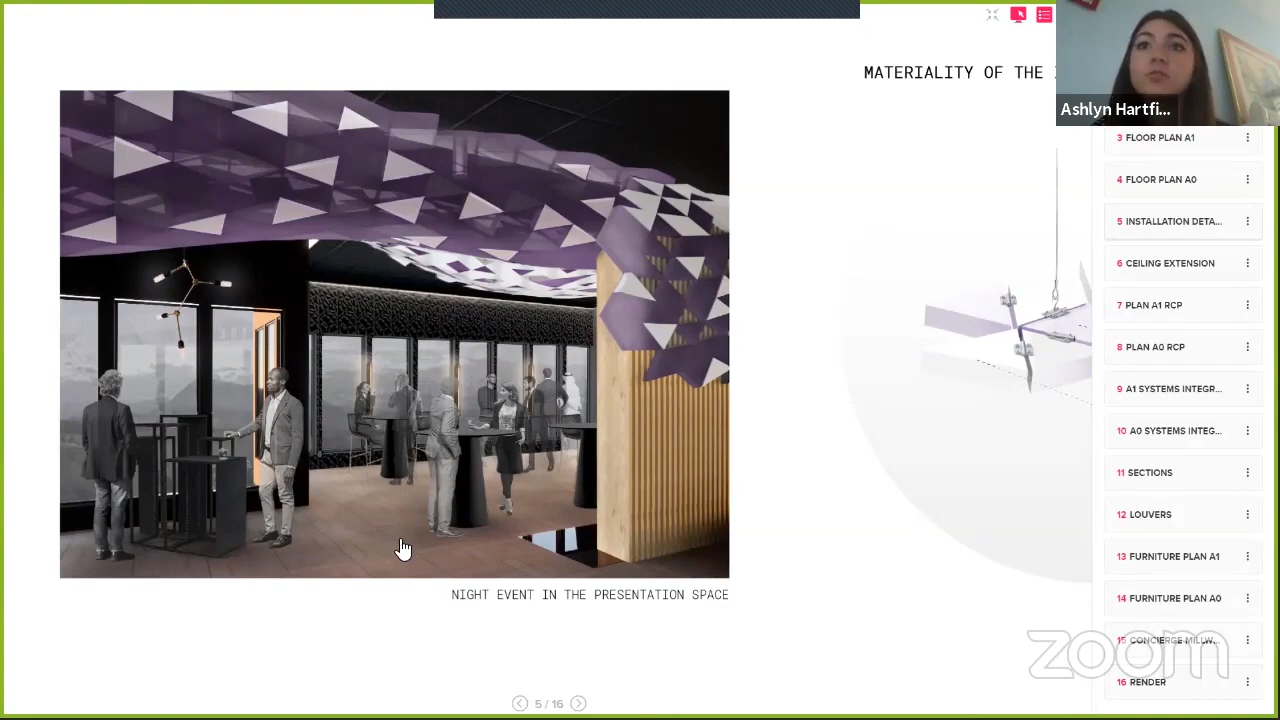 MATERIALITY OF THE
Ashlyn Hartfi...
3 FLOOR PLAN A1
4 FLOOR PLAN A0
5 INSTALLATION DETA...
6 CEILING EXTENSION
7 PLAN A1 RCP
8 PLAN A0 RCP
9 A1 SYSTEMS INTEGR...
10 A0 SYSTEMS INTEG...
11 SECTIONS
12 LOUVERS
13 FURNITURE PLAN A1
14 FURNITURE PLAN A0
15 CONCIERGE MILLW...
16 RENDER
NIGHT EVENT IN THE PRESENTATION SPACE
5 / 16
zoom